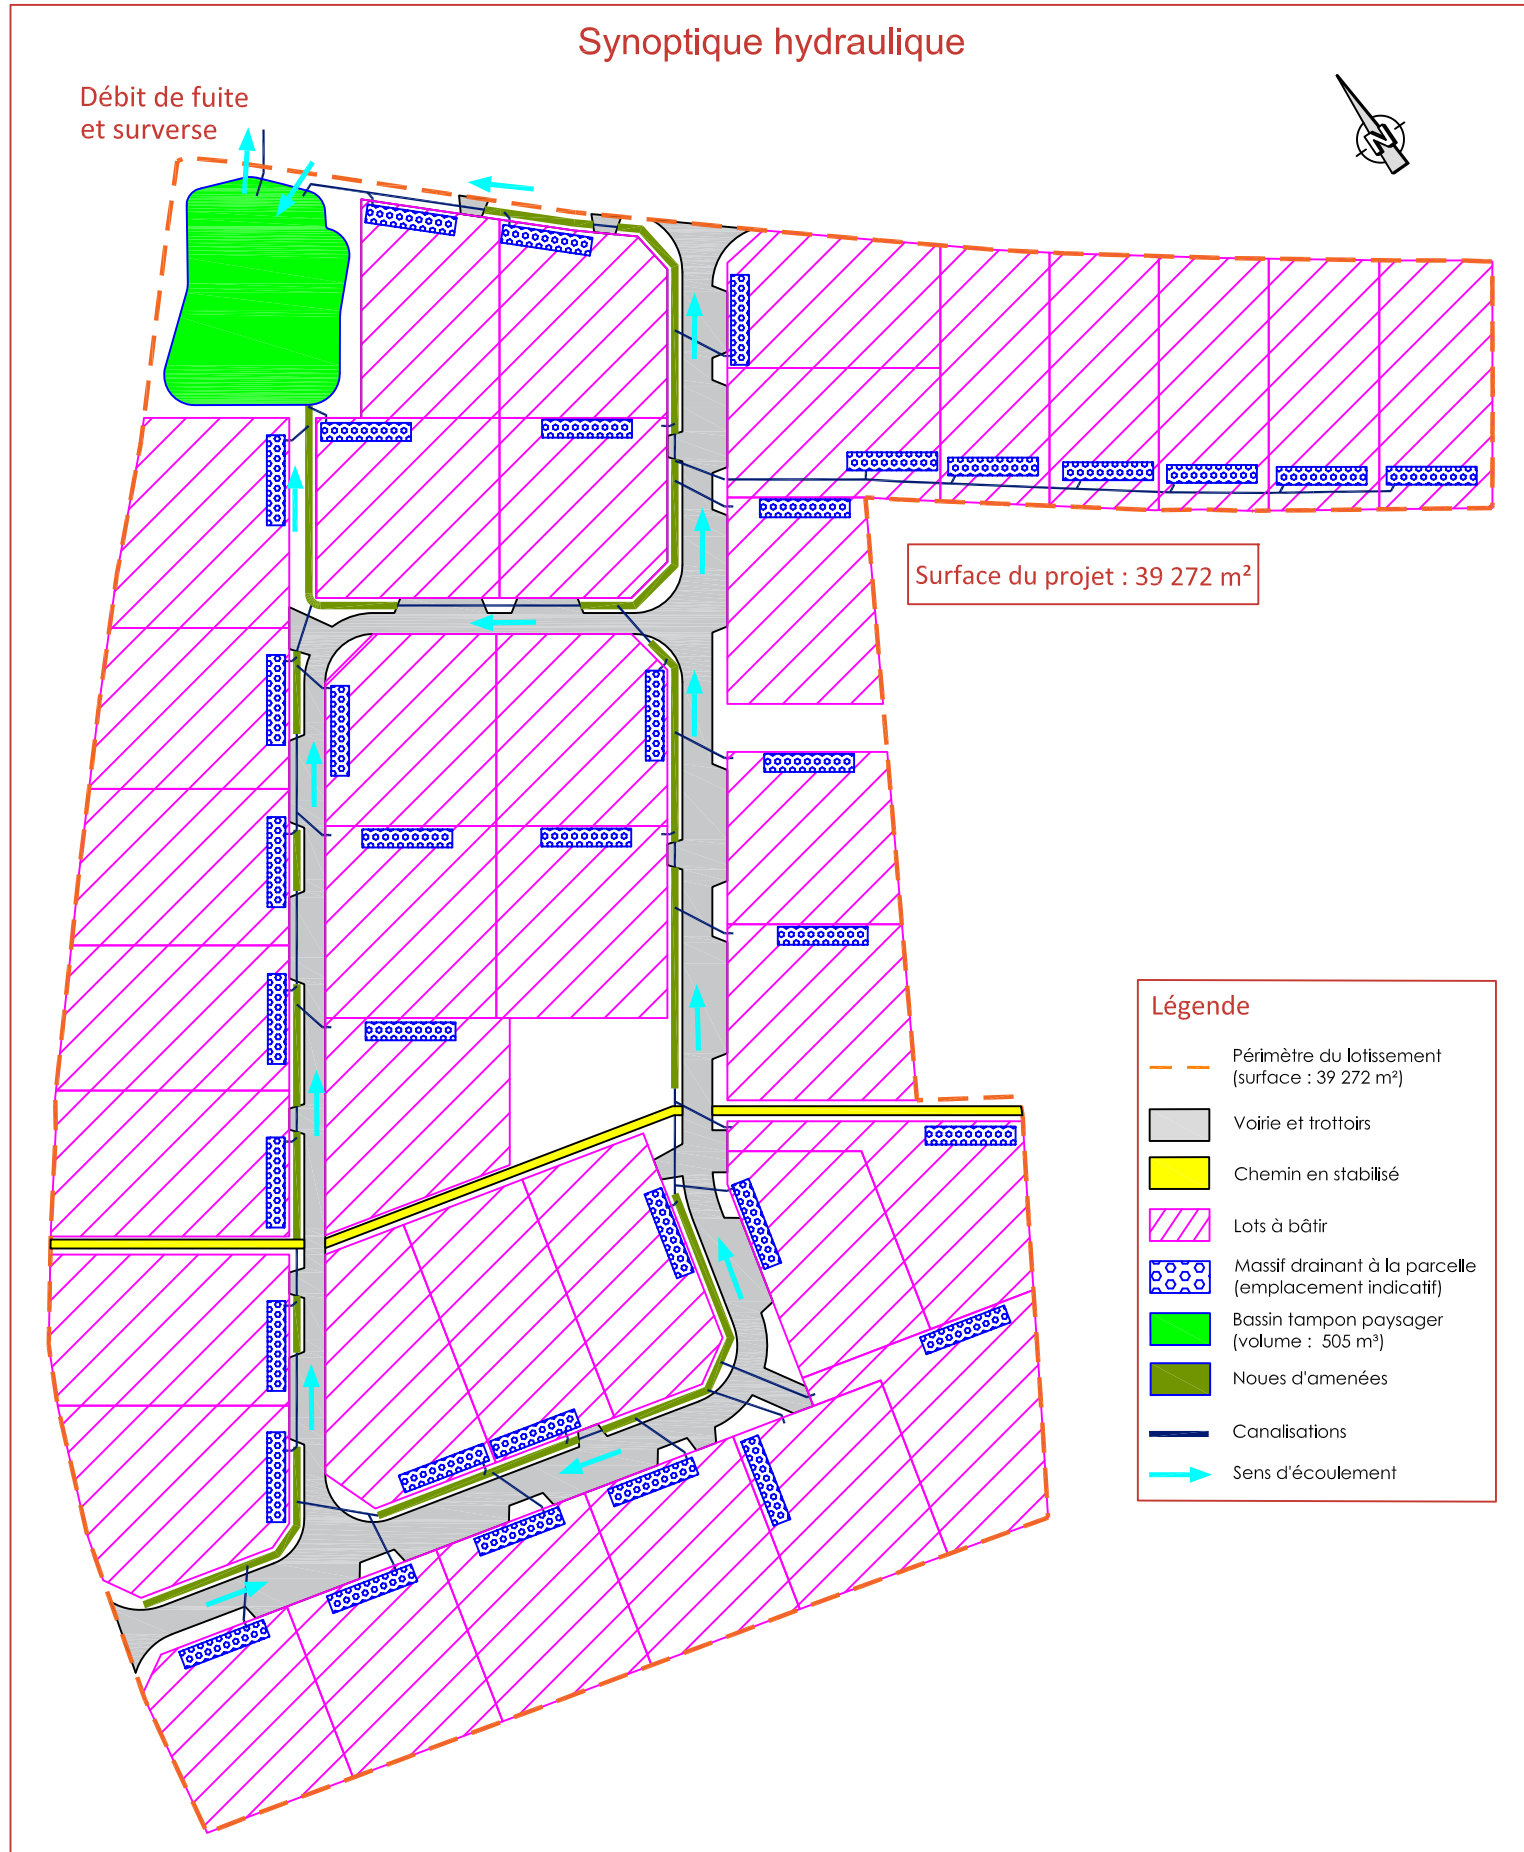 Synoptique hydraulique
Débit de fuite
et surverse
N
Surface du projet : 39 272 m²
Légende
Périmètre du lotissement
(surface : 39 272 m²)
Voirie et trottoirs
Chemin en stabilisé
Lots à bâtir
Massif drainant à la parcelle
(emplacement indicatif)
Bassin tampon paysager
(volume : 505 m³)
Noues d'amenées
Canalisations
Sens d'écoulement